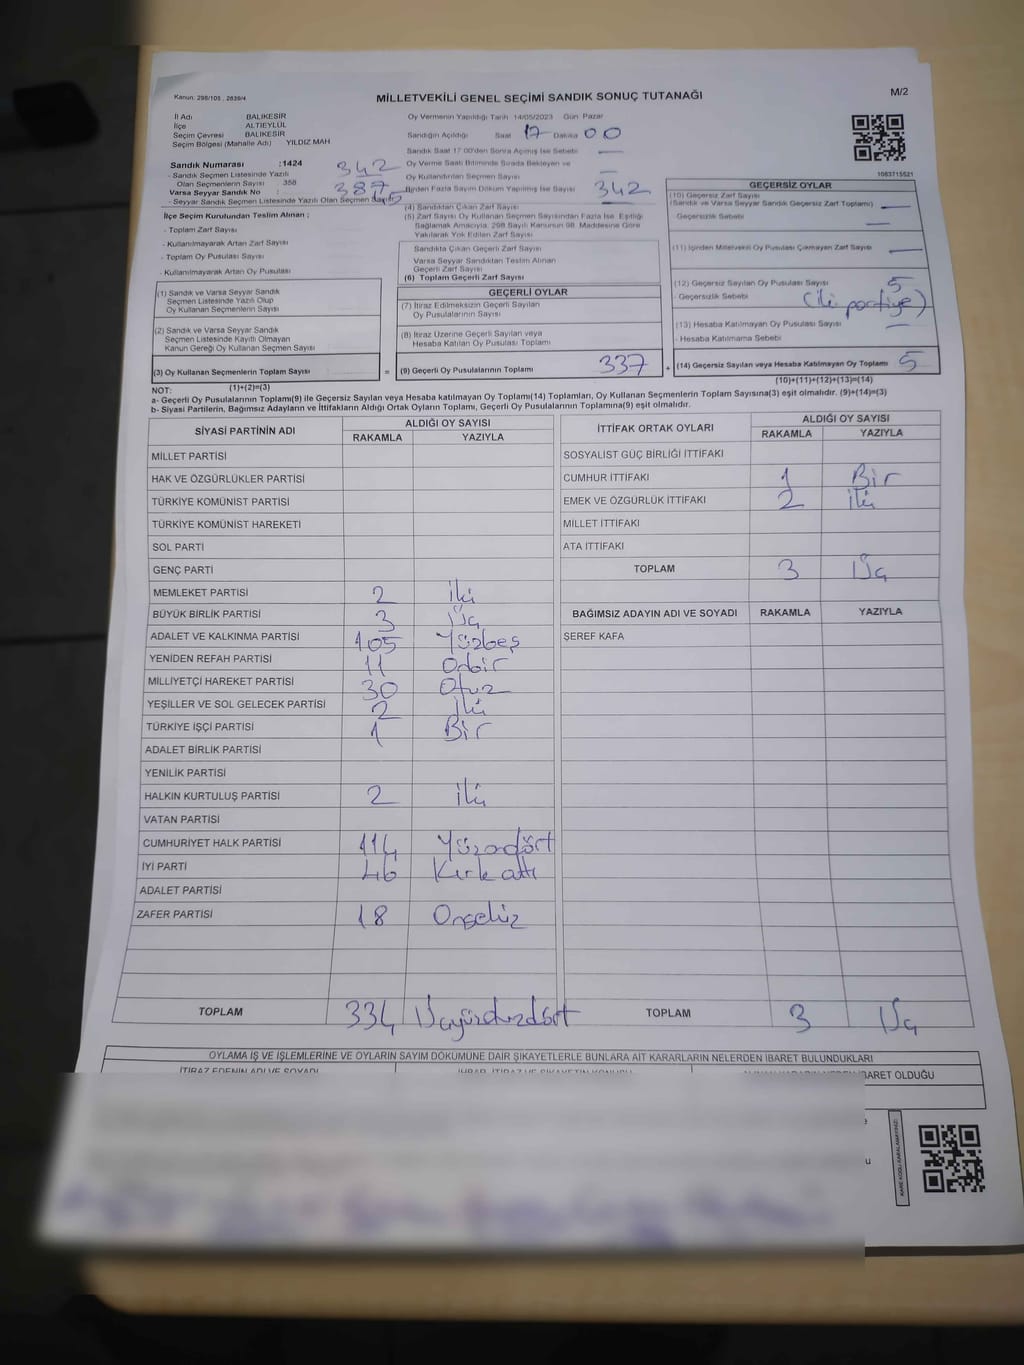 Kanun: 298/105 , 2839/4
MİLLETVEKİLİ GENEL SEÇİMİ SANDIK SONUÇ TUTANAĞI
M/2
İl Adı BALIKESİR
İlçe ALTIEYLÜL
Seçim Çevresi BALIKESİR
Seçim Bölgesi (Mahalle Adı) YILDIZ MAH
Sandık Numarası :1424
- Sandık Seçmen Listesinde Yazılı
Olan Seçmenlerin Sayısı : 358
342
Varsa Seyyar Sandık No :
387
- Seyyar Sandık Seçmen Listesinde Yazılı Olan Seçmen Sayısı
İlçe Seçim Kurulundan Teslim Alınan :
- Toplam Zarf Sayısı
- Kullanılmayarak Artan Zarf Sayısı
- Toplam Oy Pusulası Sayısı
- Kullanılmayarak Artan Oy Pusulası
(1) Sandık ve Varsa Seyyar Sandık
Seçmen Listesinde Yazılı Olup
Oy Kullanan Seçmenlerin Sayısı
(2) Sandık ve Varsa Seyyar Sandık
Seçmen Listesinde Kayıtlı Olmayan
Kanun Gereği Oy Kullanan Seçmen Sayısı
(3) Oy Kullanan Seçmenlerin Toplam Sayısı
(1)+(2)=(3)
Oy Vermenin Yapıldığı Tarih 14/05/2023 Gün Pazar
Sandığın Açıldığı Saat 17 Dakika 00
Sandık Saat 17:00'den Sonra Açılmış İse Sebebi
Oy Verme Saati Bitiminde Sırada Bekleyen ve
Oy Kullandırılan Seçmen Sayısı
Birden Fazla Sayım Döküm Yapılmış İse Sayısı 342
(4) Sandıktan Çıkan Zarf Sayısı
(5) Zarf Sayısı Oy Kullanan Seçmen Sayısından Fazla İse, Eşitliği
Sağlamak Amacıyla, 298 Sayılı Kanunun 98. Maddesine Göre
Yakılarak Yok Edilen Zarf Sayısı
Sandıkta Çıkan Geçerli Zarf Sayısı
Varsa Seyyar Sandıktan Teslim Alınan
Geçerli Zarf Sayısı
(6) Toplam Geçerli Zarf Sayısı
GEÇERLİ OYLAR
(7) İtiraz Edilmeksizin Geçerli Sayılan
Oy Pusulalarının Sayısı
(8) İtiraz Üzerine Geçerli Sayılan veya
Hesaba Katılan Oy Pusulası Toplamı
= (9) Geçerli Oy Pusulalarının Toplamı 337 +
1083715521
GEÇERSİZ OYLAR
(10) Geçersiz Zarf Sayısı
(Sandık ve Varsa Seyyar Sandık Geçersiz Zarf Toplamı)
- Geçersizlik Sebebi
(11) İçinden Milletvekili Oy Pusulası Çıkmayan Zarf Sayısı
(12) Geçersiz Sayılan Oy Pusulası Sayısı 5
- Geçersizlik Sebebi (iki partiye)
(13) Hesaba Katılmayan Oy Pusulası Sayısı
- Hesaba Katılmama Sebebi
(14) Geçersiz Sayılan veya Hesaba Katılmayan Oy Toplamı 5
(10)+(11)+(12)+(13)=(14)
NOT:
a- Geçerli Oy Pusulalarının Toplamı(9) ile Geçersiz Sayılan veya Hesaba katılmayan Oy Toplamı(14) Toplamları, Oy Kullanan Seçmenlerin Toplam Sayısına(3) eşit olmalıdır. (9)+(14)=(3)
b- Siyasi Partilerin, Bağımsız Adayların ve İttifakların Aldığı Ortak Oyların Toplamı, Geçerli Oy Pusulalarının Toplamına(9) eşit olmalıdır.
SİYASİ PARTİNİN ADI ALDIĞI OY SAYISI
RAKAMLA YAZIYLA
MİLLET PARTİSİ
HAK VE ÖZGÜRLÜKLER PARTİSİ
TÜRKİYE KOMÜNİST PARTİSİ
TÜRKİYE KOMÜNİST HAREKETİ
SOL PARTİ
GENÇ PARTİ
MEMLEKET PARTİSİ 2 iki
BÜYÜK BİRLİK PARTİSİ 3 Üç
ADALET VE KALKINMA PARTİSİ 105 Yüzbeş
YENİDEN REFAH PARTİSİ 11 Onbir
MİLLİYETÇİ HAREKET PARTİSİ 30 Otuz
YEŞİLLER VE SOL GELECEK PARTİSİ 2 iki
TÜRKİYE İŞÇİ PARTİSİ 1 Bir
ADALET BİRLİK PARTİSİ
YENİLİK PARTİSİ
HALKIN KURTULUŞ PARTİSİ 2 iki
VATAN PARTİSİ
CUMHURİYET HALK PARTİSİ 114 Yüzondört
İYİ PARTİ 46 Kırkaltı
ADALET PARTİSİ
ZAFER PARTİSİ 18 Onsekiz
TOPLAM 334 Üçyüzotuzdört
İTTİFAK ORTAK OYLARI ALDIĞI OY SAYISI
RAKAMLA YAZIYLA
SOSYALİST GÜÇ BİRLİĞİ İTTİFAKI
CUMHUR İTTİFAKI 1 Bir
EMEK VE ÖZGÜRLÜK İTTİFAKI 2 iki
MİLLET İTTİFAKI
ATA İTTİFAKI
TOPLAM 3 Üç
BAĞIMSIZ ADAYIN ADI VE SOYADI RAKAMLA YAZIYLA
ŞEREF KAFA
TOPLAM 3 Üç
OYLAMA İŞ VE İŞLEMLERİNE VE OYLARIN SAYIM DÖKÜMÜNE DAİR ŞİKAYETLERLE BUNLARA AİT KARARLARIN NELERDEN İBARET BULUNDUKLARI
İTİRAZ EDENİN ADI VE SOYADI
İBARET OLDUĞU
KARE KODU KARALAMAYINIZ!